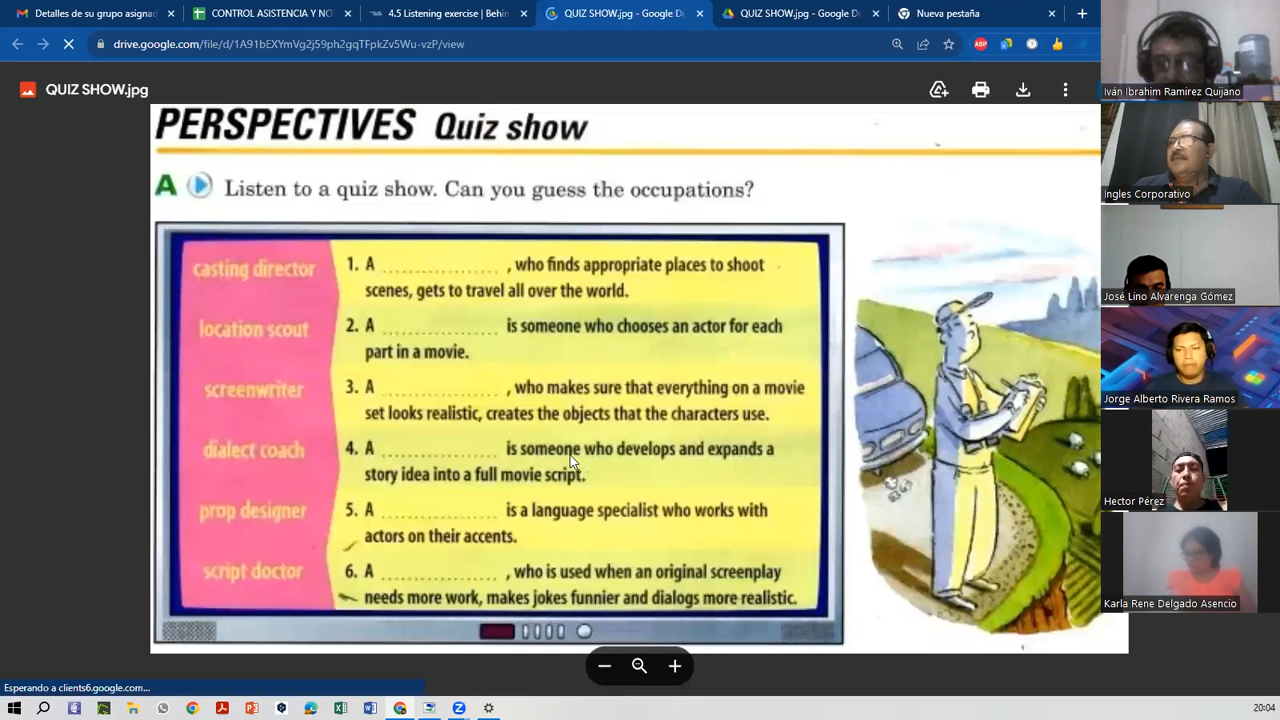 Detalles de su grupo asignad
CONTROL ASISTENCIA Y NO
4.5 Listening exercise | Behin
QUIZ SHOW.jpg - Google Dr
QUIZ SHOW.jpg - Google D
Nueva pestaña
drive.google.com/file/d/1A91bEXYmVg2j59ph2gqTFpkZv5Wu-vzP/view
ABP
QUIZ SHOW.jpg
PERSPECTIVES Quiz show
A Listen to a quiz show. Can you guess the occupations?
casting director
location scout
screenwriter
dialect coach
prop designer
script doctor
1. A ........................ , who finds appropriate places to shoot
scenes, gets to travel all over the world.
2. A ........................ is someone who chooses an actor for each
part in a movie.
3. A ........................ , who makes sure that everything on a movie
set looks realistic, creates the objects that the characters use.
4. A ........................ is someone who develops and expands a
story idea into a full movie script.
5. A ........................ is a language specialist who works with
actors on their accents.
6. A ........................ , who is used when an original screenplay
needs more work, makes jokes funnier and dialogs more realistic.
Iván Ibrahim Ramírez Quijano
Ingles Corporativo
José Lino Alvarenga Gómez
Jorge Alberto Rivera Ramos
Hector Pérez
Karla Rene Delgado Asencio
Esperando a clients6.google.com...
20:04